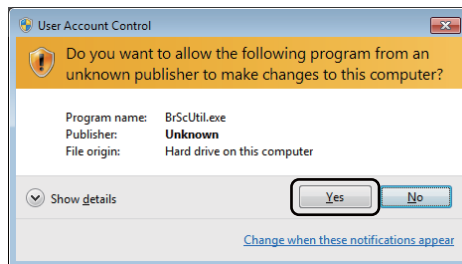 User Account Control
Do you want to allow the following program from an
unknown publisher to make changes to this computer?
Program name: BrScUtil.exe
Publisher: Unknown
File origin: Hard drive on this computer
Show details Yes No
Change when these notifications appear